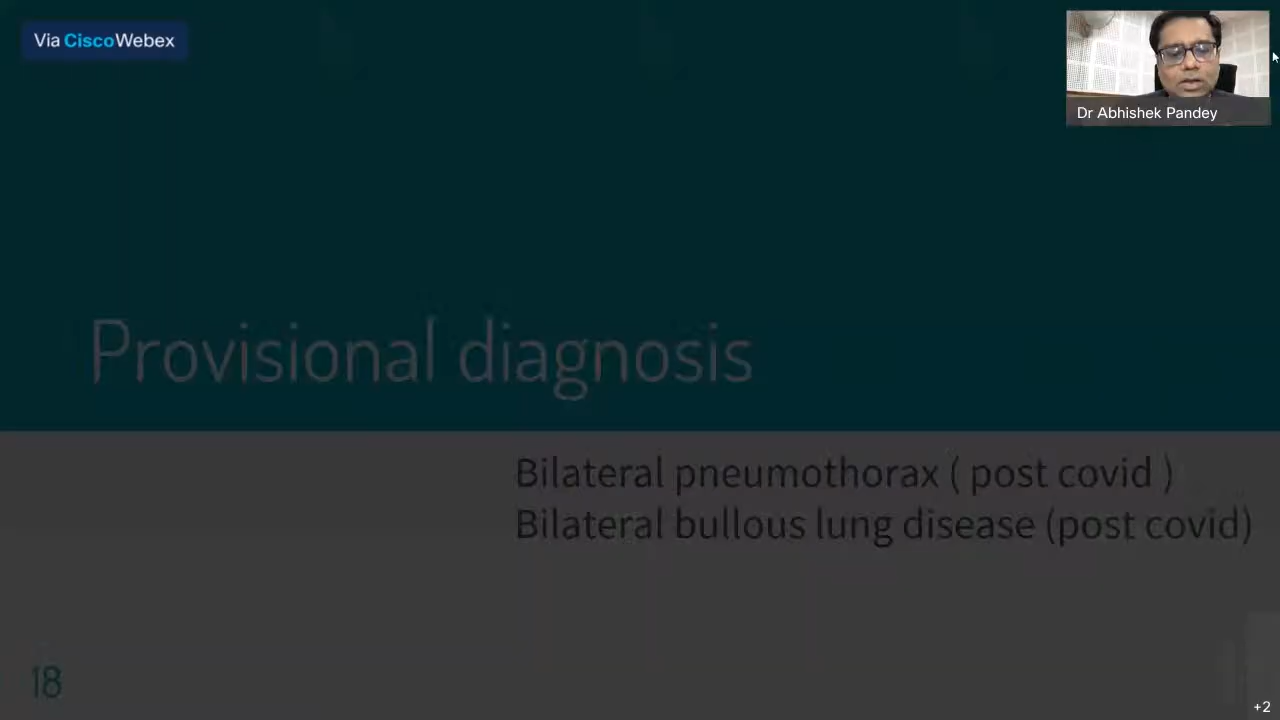 Via CiscoWebex
Dr Abhishek Pandey
Provisional diagnosis
Bilateral pneumothorax ( post covid )
Bilateral bullous lung disease (post covid)
18
+2